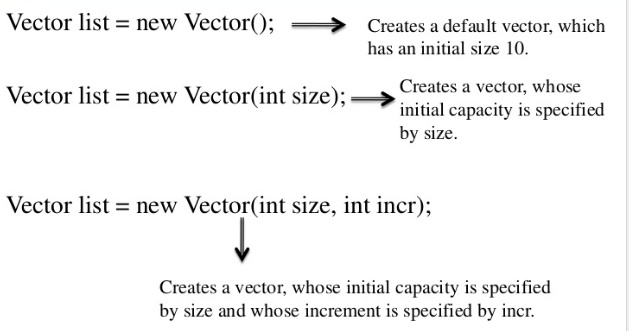 Vector list = new Vector();
Creates a default vector, which
has an initial size 10.
Vector list = new Vector(int size);
Creates a vector, whose
initial capacity is specified
by size.
Vector list = new Vector(int size, int incr);
Creates a vector, whose initial capacity is specified
by size and whose increment is specified by incr.